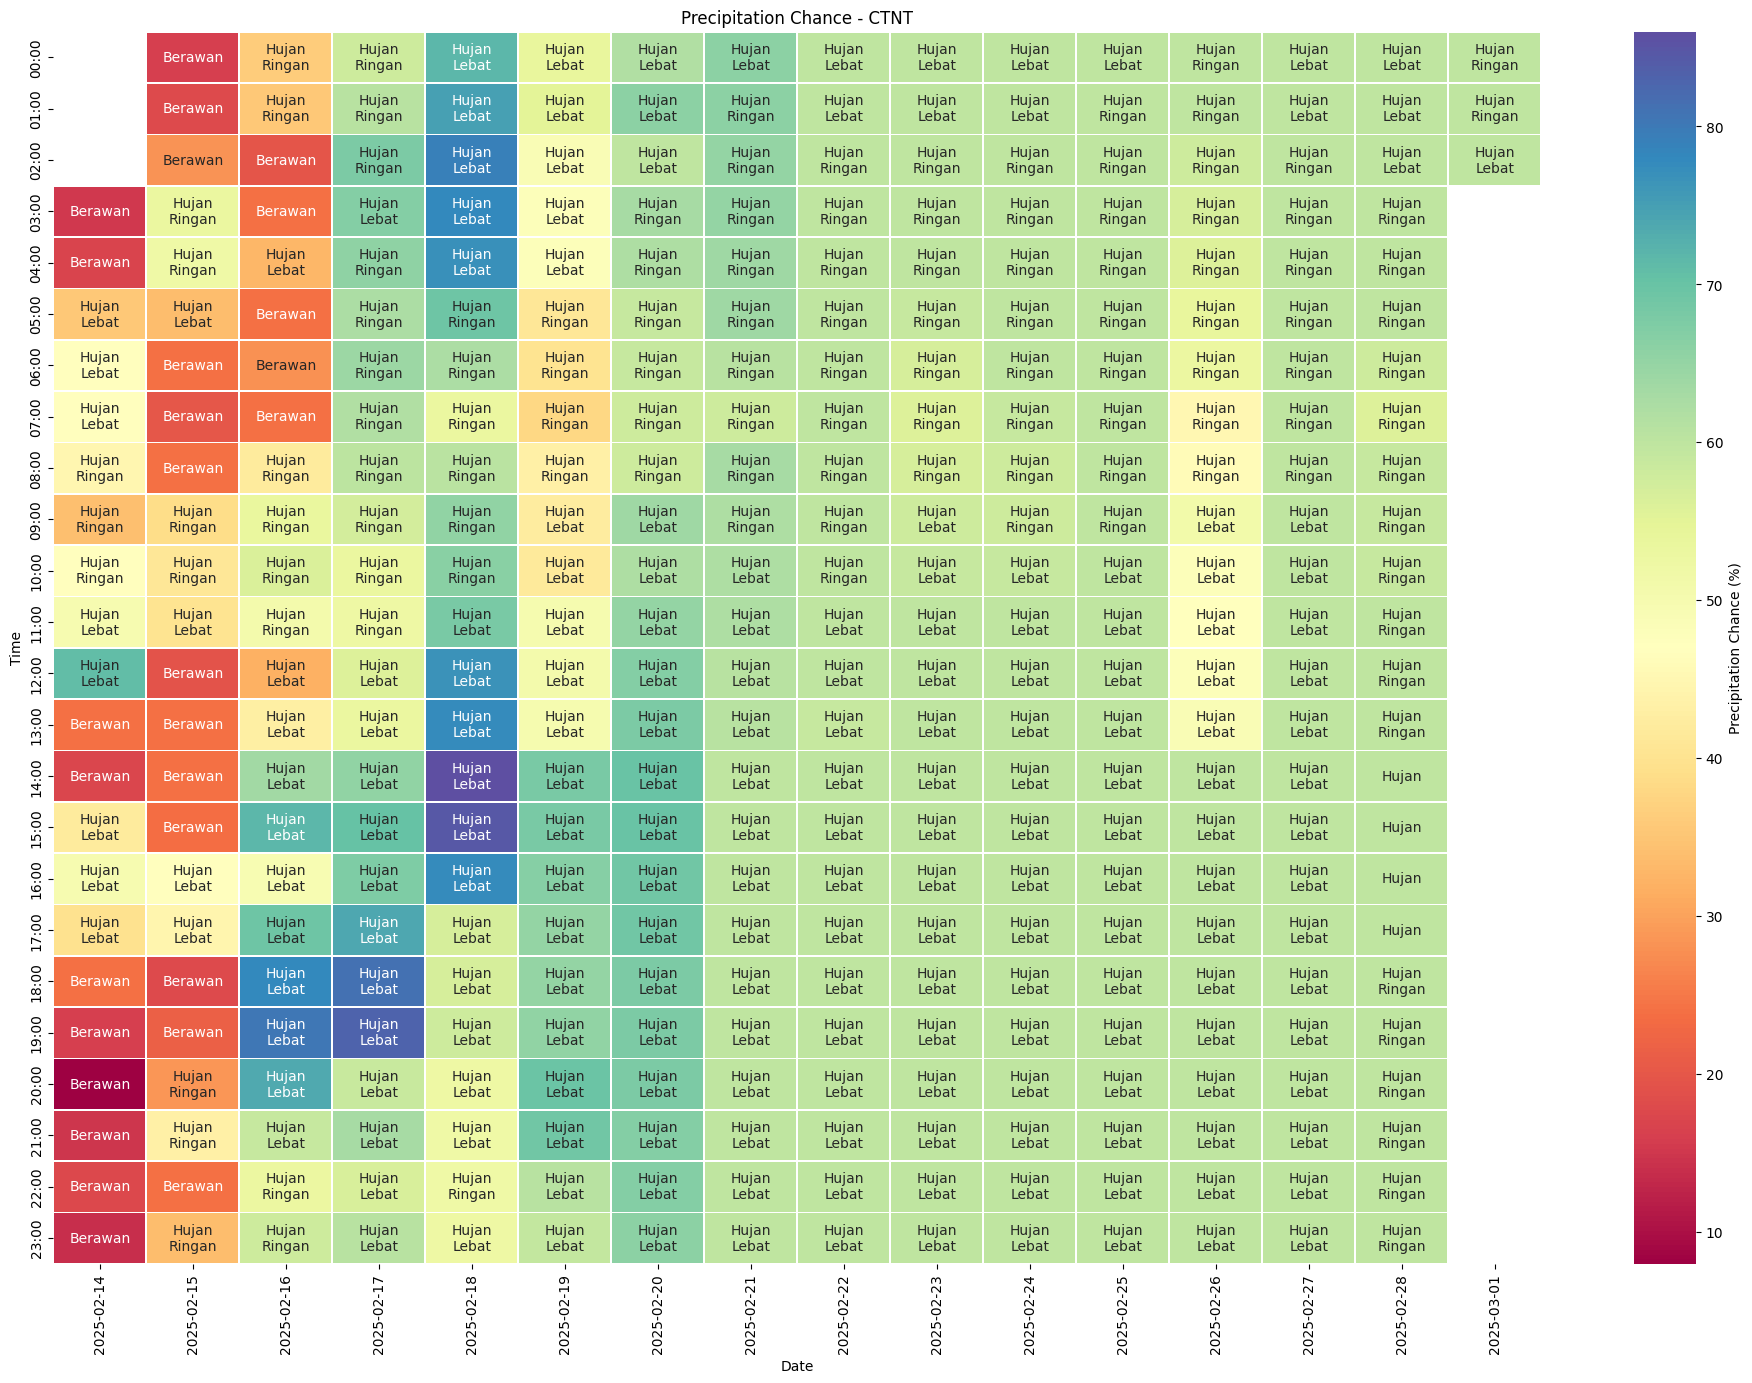 Precipitation Chance - CTNT
00:00 Berawan Hujan Ringan Hujan Ringan Hujan Lebat Hujan Lebat Hujan Lebat Hujan Lebat Hujan Lebat Hujan Lebat Hujan Lebat Hujan Lebat Hujan Ringan Hujan Lebat Hujan Lebat Hujan Ringan
01:00 Berawan Hujan Ringan Hujan Ringan Hujan Lebat Hujan Lebat Hujan Lebat Hujan Ringan Hujan Lebat Hujan Lebat Hujan Lebat Hujan Ringan Hujan Ringan Hujan Ringan Hujan Lebat Hujan Ringan
02:00 Berawan Berawan Hujan Ringan Hujan Lebat Hujan Lebat Hujan Lebat Hujan Ringan Hujan Ringan Hujan Ringan Hujan Ringan Hujan Ringan Hujan Ringan Hujan Ringan Hujan Lebat Hujan Lebat
03:00 Berawan Hujan Ringan Berawan Hujan Lebat Hujan Lebat Hujan Lebat Hujan Ringan Hujan Ringan Hujan Ringan Hujan Ringan Hujan Ringan Hujan Ringan Hujan Ringan Hujan Ringan Hujan Ringan
04:00 Berawan Hujan Ringan Hujan Lebat Hujan Ringan Hujan Lebat Hujan Lebat Hujan Ringan Hujan Ringan Hujan Ringan Hujan Ringan Hujan Ringan Hujan Ringan Hujan Ringan Hujan Ringan Hujan Ringan
05:00 Hujan Lebat Hujan Lebat Berawan Hujan Ringan Hujan Ringan Hujan Ringan Hujan Ringan Hujan Ringan Hujan Ringan Hujan Ringan Hujan Ringan Hujan Ringan Hujan Ringan Hujan Ringan Hujan Ringan
06:00 Hujan Lebat Berawan Berawan Hujan Ringan Hujan Ringan Hujan Ringan Hujan Ringan Hujan Ringan Hujan Ringan Hujan Ringan Hujan Ringan Hujan Ringan Hujan Ringan Hujan Ringan Hujan Ringan
07:00 Hujan Lebat Berawan Berawan Hujan Ringan Hujan Ringan Hujan Ringan Hujan Ringan Hujan Ringan Hujan Ringan Hujan Ringan Hujan Ringan Hujan Ringan Hujan Ringan Hujan Ringan Hujan Ringan
08:00 Hujan Ringan Berawan Hujan Ringan Hujan Ringan Hujan Ringan Hujan Ringan Hujan Ringan Hujan Ringan Hujan Ringan Hujan Ringan Hujan Ringan Hujan Ringan Hujan Ringan Hujan Ringan Hujan Ringan
09:00 Hujan Ringan Hujan Ringan Hujan Ringan Hujan Ringan Hujan Ringan Hujan Lebat Hujan Lebat Hujan Ringan Hujan Ringan Hujan Lebat Hujan Ringan Hujan Ringan Hujan Lebat Hujan Lebat Hujan Ringan
10:00 Hujan Ringan Hujan Ringan Hujan Ringan Hujan Ringan Hujan Ringan Hujan Lebat Hujan Lebat Hujan Lebat Hujan Ringan Hujan Lebat Hujan Lebat Hujan Lebat Hujan Lebat Hujan Lebat Hujan Ringan
11:00 Hujan Lebat Hujan Lebat Hujan Ringan Hujan Ringan Hujan Lebat Hujan Lebat Hujan Lebat Hujan Lebat Hujan Lebat Hujan Lebat Hujan Lebat Hujan Lebat Hujan Lebat Hujan Lebat Hujan Ringan
12:00 Hujan Lebat Berawan Hujan Lebat Hujan Lebat Hujan Lebat Hujan Lebat Hujan Lebat Hujan Lebat Hujan Lebat Hujan Lebat Hujan Lebat Hujan Lebat Hujan Lebat Hujan Lebat Hujan Ringan
13:00 Berawan Berawan Hujan Lebat Hujan Lebat Hujan Lebat Hujan Lebat Hujan Lebat Hujan Lebat Hujan Lebat Hujan Lebat Hujan Lebat Hujan Lebat Hujan Lebat Hujan Lebat Hujan Ringan
14:00 Berawan Berawan Hujan Lebat Hujan Lebat Hujan Lebat Hujan Lebat Hujan Lebat Hujan Lebat Hujan Lebat Hujan Lebat Hujan Lebat Hujan Lebat Hujan Lebat Hujan Lebat Hujan
15:00 Hujan Lebat Berawan Hujan Lebat Hujan Lebat Hujan Lebat Hujan Lebat Hujan Lebat Hujan Lebat Hujan Lebat Hujan Lebat Hujan Lebat Hujan Lebat Hujan Lebat Hujan Lebat Hujan
16:00 Hujan Lebat Hujan Lebat Hujan Lebat Hujan Lebat Hujan Lebat Hujan Lebat Hujan Lebat Hujan Lebat Hujan Lebat Hujan Lebat Hujan Lebat Hujan Lebat Hujan Lebat Hujan Lebat Hujan
17:00 Hujan Lebat Hujan Lebat Hujan Lebat Hujan Lebat Hujan Lebat Hujan Lebat Hujan Lebat Hujan Lebat Hujan Lebat Hujan Lebat Hujan Lebat Hujan Lebat Hujan Lebat Hujan Lebat Hujan
18:00 Berawan Berawan Hujan Lebat Hujan Lebat Hujan Lebat Hujan Lebat Hujan Lebat Hujan Lebat Hujan Lebat Hujan Lebat Hujan Lebat Hujan Lebat Hujan Lebat Hujan Lebat Hujan Ringan
19:00 Berawan Berawan Hujan Lebat Hujan Lebat Hujan Lebat Hujan Lebat Hujan Lebat Hujan Lebat Hujan Lebat Hujan Lebat Hujan Lebat Hujan Lebat Hujan Lebat Hujan Lebat Hujan Ringan
20:00 Berawan Hujan Ringan Hujan Lebat Hujan Lebat Hujan Lebat Hujan Lebat Hujan Lebat Hujan Lebat Hujan Lebat Hujan Lebat Hujan Lebat Hujan Lebat Hujan Lebat Hujan Lebat Hujan Ringan
21:00 Berawan Hujan Ringan Hujan Lebat Hujan Lebat Hujan Lebat Hujan Lebat Hujan Lebat Hujan Lebat Hujan Lebat Hujan Lebat Hujan Lebat Hujan Lebat Hujan Lebat Hujan Lebat Hujan Ringan
22:00 Berawan Berawan Hujan Ringan Hujan Lebat Hujan Ringan Hujan Lebat Hujan Lebat Hujan Lebat Hujan Lebat Hujan Lebat Hujan Lebat Hujan Lebat Hujan Lebat Hujan Lebat Hujan Ringan
23:00 Berawan Hujan Ringan Hujan Ringan Hujan Lebat Hujan Lebat Hujan Lebat Hujan Lebat Hujan Lebat Hujan Lebat Hujan Lebat Hujan Lebat Hujan Lebat Hujan Lebat Hujan Lebat Hujan Ringan
2025-02-14 2025-02-15 2025-02-16 2025-02-17 2025-02-18 2025-02-19 2025-02-20 2025-02-21 2025-02-22 2025-02-23 2025-02-24 2025-02-25 2025-02-26 2025-02-27 2025-02-28 2025-03-01
Time
Date
80
70
60
50
40
30
20
10
Precipitation Chance (%)